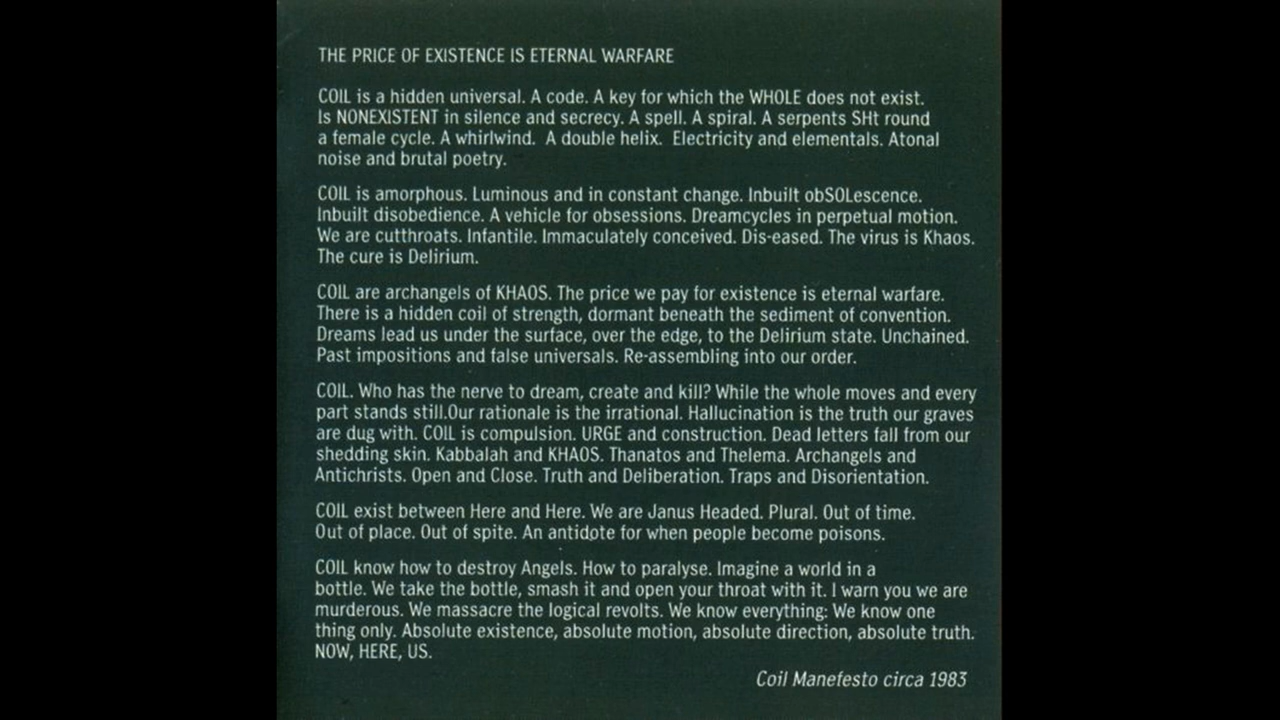 THE PRICE OF EXISTENCE IS ETERNAL WARFARE
COIL is a hidden universal. A code. A key for which the WHOLE does not exist.
Is NONEXISTENT in silence and secrecy. A spell. A spiral. A serpents SHt round
a female cycle. A whirlwind. A double helix. Electricity and elementals. Atonal
noise and brutal poetry.
COIL is amorphous. Luminous and in constant change. Inbuilt obSOLescence.
Inbuilt disobedience. A vehicle for obsessions. Dreamcycles in perpetual motion.
We are cutthroats. Infantile. Immaculately conceived. Dis-eased. The virus is Khaos.
The cure is Delirium.
COIL are archangels of KHAOS. The price we pay for existence is eternal warfare.
There is a hidden coil of strength, dormant beneath the sediment of convention.
Dreams lead us under the surface, over the edge, to the Delirium state. Unchained.
Past impositions and false universals. Re-assembling into our order.
COIL. Who has the nerve to dream, create and kill? While the whole moves and every
part stands still.Our rationale is the irrational. Hallucination is the truth our graves
are dug with. COIL is compulsion. URGE and construction. Dead letters fall from our
shedding skin. Kabbalah and KHAOS. Thanatos and Thelema. Archangels and
Antichrists. Open and Close. Truth and Deliberation. Traps and Disorientation.
COIL exist between Here and Here. We are Janus Headed. Plural. Out of time.
Out of place. Out of spite. An antidote for when people become poisons.
COIL know how to destroy Angels. How to paralyse. Imagine a world in a
bottle. We take the bottle, smash it and open your throat with it. I warn you we are
murderous. We massacre the logical revolts. We know everything: We know one
thing only. Absolute existence, absolute motion, absolute direction, absolute truth.
NOW, HERE, US.
Coil Manefesto circa 1983